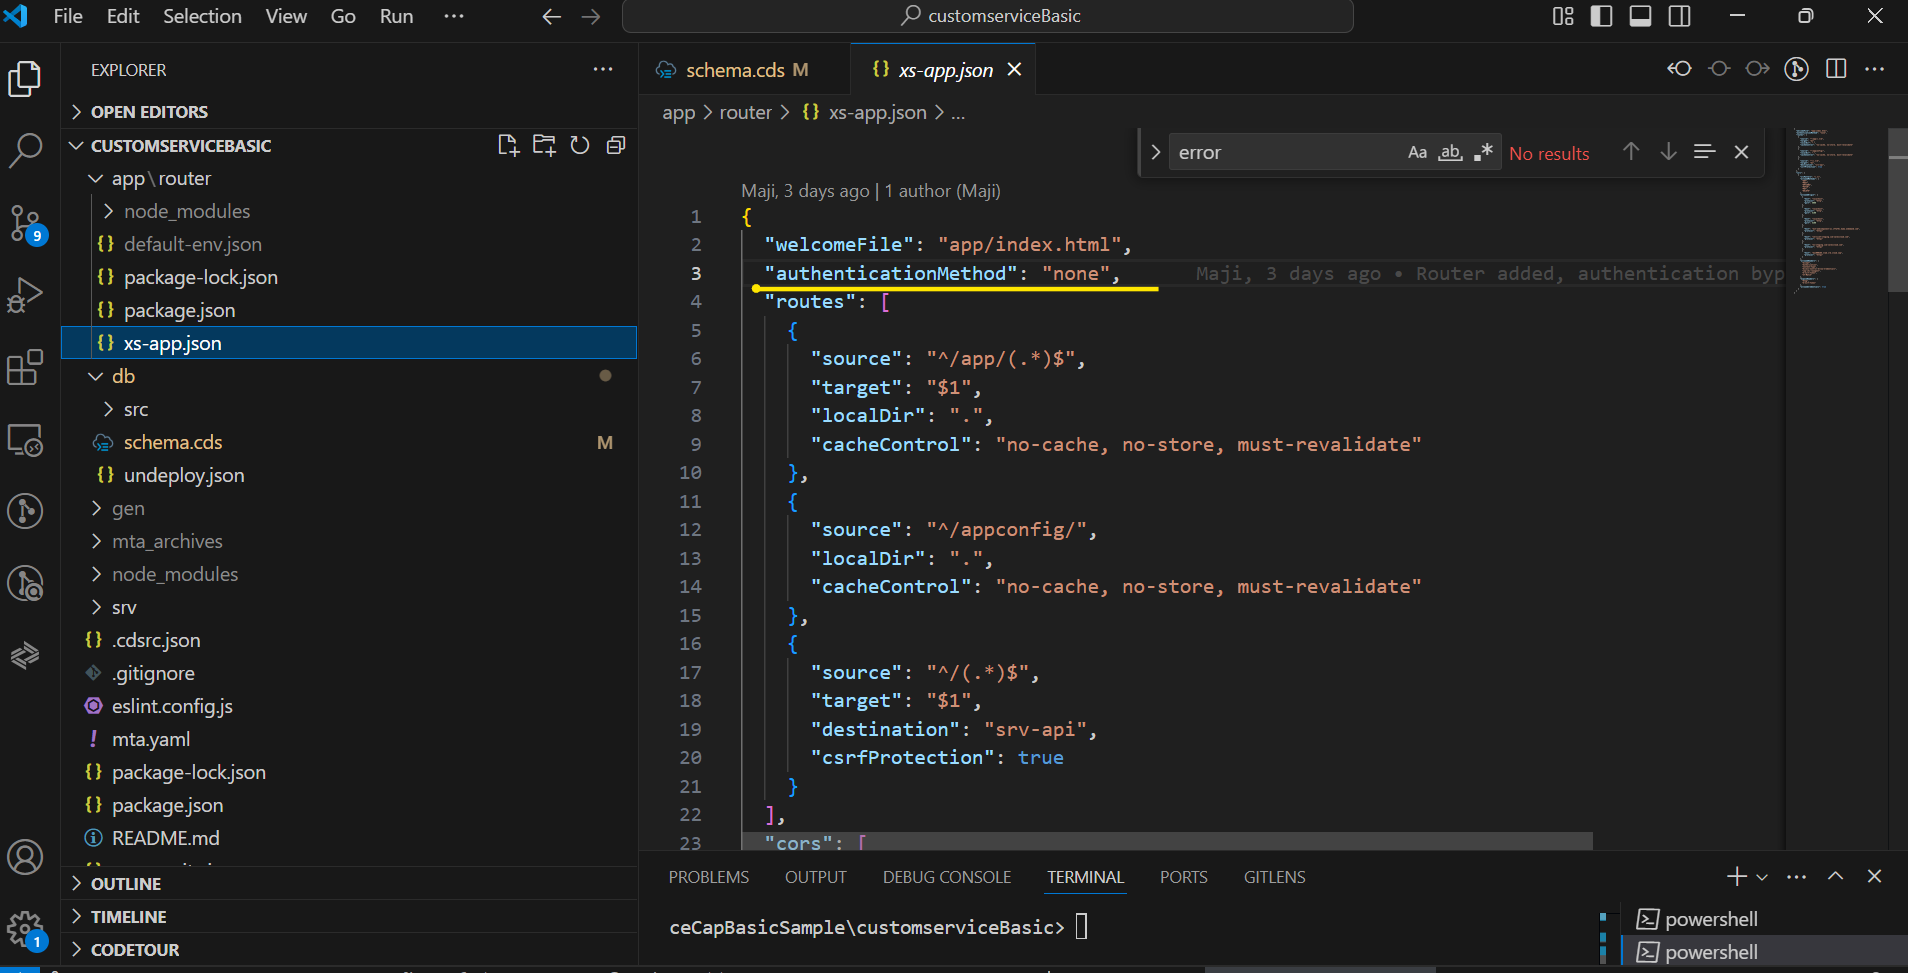 File Edit Selection View Go Run ···
customserviceBasic
EXPLORER
OPEN EDITORS
CUSTOMSERVICEBASIC
app\router
node_modules
default-env.json
package-lock.json
package.json
xs-app.json
db
src
schema.cds M
undeploy.json
gen
mta_archives
node_modules
srv
.cdsrc.json
.gitignore
eslint.config.js
mta.yaml
package-lock.json
package.json
README.md
OUTLINE
TIMELINE
CODETOUR
9
1
schema.cds M
{} xs-app.json
app > router > {} xs-app.json > ...
error Aa ab .* No results
Maji, 3 days ago | 1 author (Maji)
1 {
2 "welcomeFile": "app/index.html",
3 "authenticationMethod": "none", Maji, 3 days ago • Router added, authentication byp
4 "routes": [
5 {
6 "source": "^/app/(.*)$",
7 "target": "$1",
8 "localDir": ".",
9 "cacheControl": "no-cache, no-store, must-revalidate"
10 },
11 {
12 "source": "^/appconfig/",
13 "localDir": ".",
14 "cacheControl": "no-cache, no-store, must-revalidate"
15 },
16 {
17 "source": "^/(.*)$",
18 "target": "$1",
19 "destination": "srv-api",
20 "csrfProtection": true
21 }
22 ],
23 "cors": [
PROBLEMS OUTPUT DEBUG CONSOLE TERMINAL PORTS GITLENS
ceCapBasicSample\customserviceBasic>
powershell
powershell